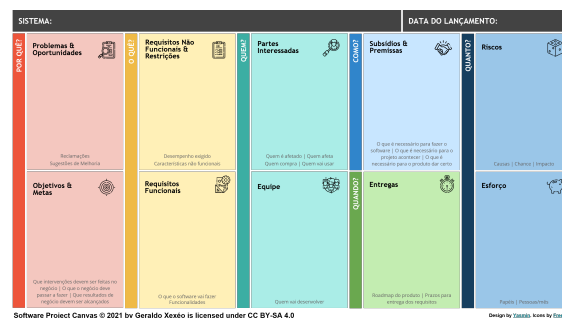 SISTEMA:
DATA DO LANÇAMENTO:
POR QUÊ?
Problemas &
Oportunidades
Reclamações
Sugestões de Melhoria
O QUÊ?
Requisitos Não
Funcionais &
Restrições
Desempenho exigido
Características não funcionais
QUEM?
Partes
Interessadas
Quem é afetado | Quem afeta
Quem compra | Quem vai usar
COMO?
Subsídios &
Premissas
O que é necessário para fazer o
software | O que é necessário para o
projeto acontecer | O que é
necessário para o produto dar certo
QUANTO?
Riscos
Causas | Chance | Impacto
Objetivos &
Metas
Que intervenções devem ser feitas no
negócio | O que o negócio deve
passar a fazer | Que resultados de
negócio devem ser alcançados
Requisitos
Funcionais
O que o software vai fazer
Funcionalidades
Equipe
Quem vai desenvolver
QUANDO?
Entregas
Roadmap do produto | Prazos para
entrega dos requisitos
Esforço
Papéis | Pessoas/mês
Software Project Canvas © 2021 by Geraldo Xexéo is licensed under CC BY-SA 4.0
Design by Yasmin. Icons by Free